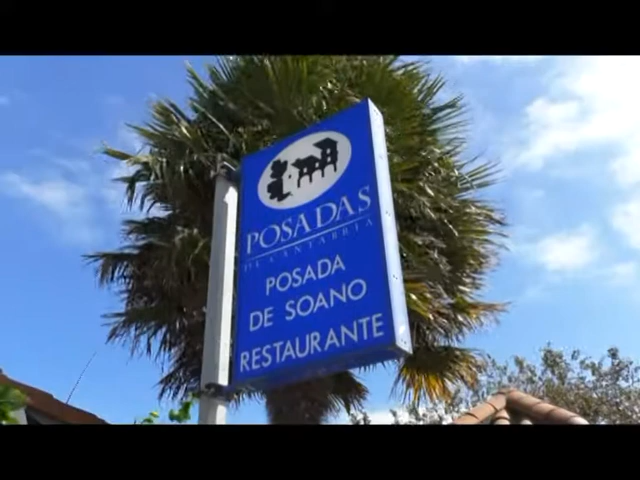 POSADAS
DE CANTABRIA
POSADA
DE SOANO
RESTAURANTE